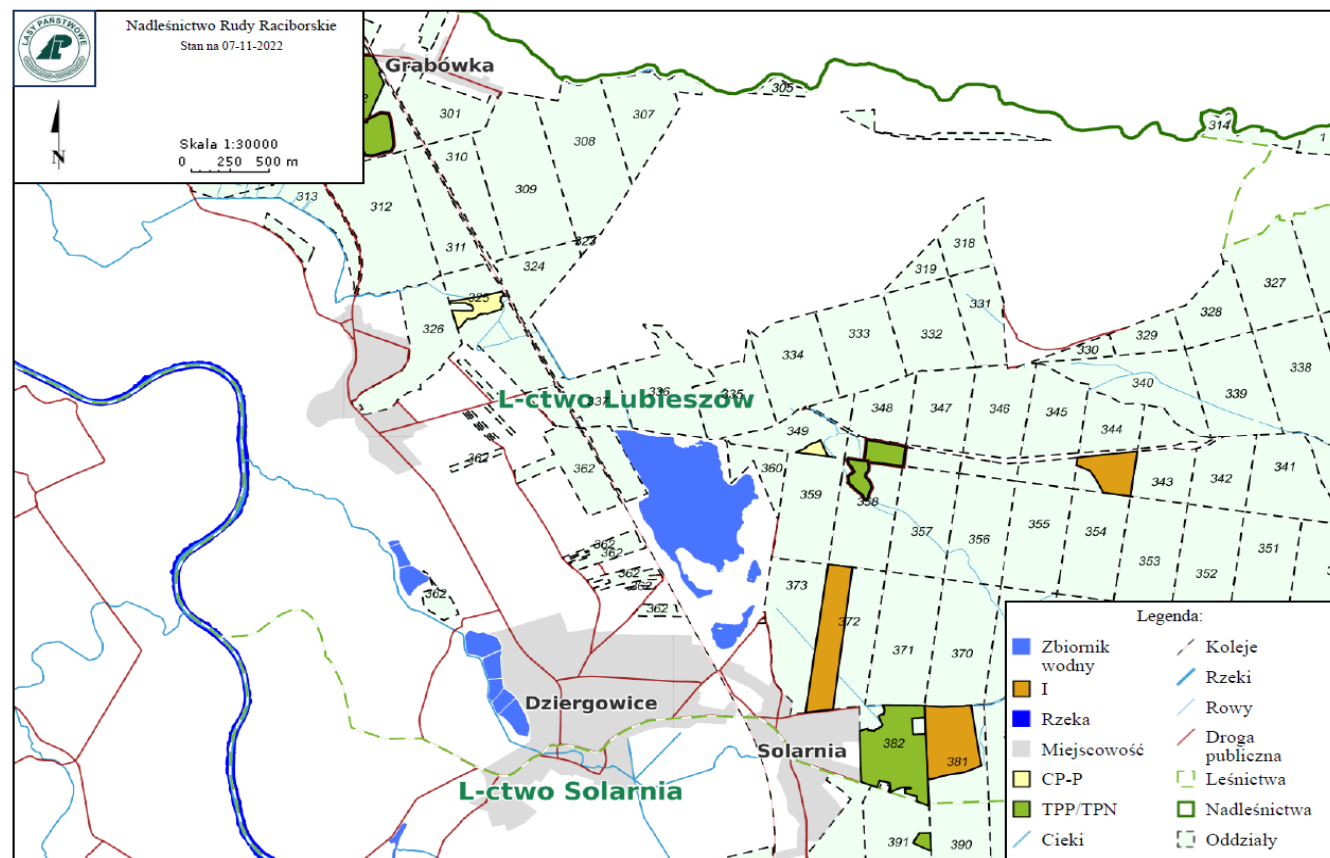 LASY PAŃSTWOWE
Nadleśnictwo Rudy Raciborskie
Stan na 07-11-2022
N
Skala 1:30000
0 250 500 m
Grabówka
301
307
305
308
314
310
309
313
312
311
323
324
318
319
327
325
326
331
328
333
332
329
334
330
338
340
339
336
335
337
L-ctwo Lubieszów
348
347
346
345
344
349
362
362
360
359
358
343
342
341
357
356
355
354
353
352
351
362
362
362
362
362
362
373
372
371
370
Dziergowice
Solarnia
382
381
L-ctwo Solarnia
391
390
Legenda:
Zbiornik wodny
I
Rzeka
Miejscowość
CP-P
TPP/TPN
Cieki
Koleje
Rzeki
Rowy
Droga publiczna
Leśnictwa
Nadleśnictwa
Oddziały